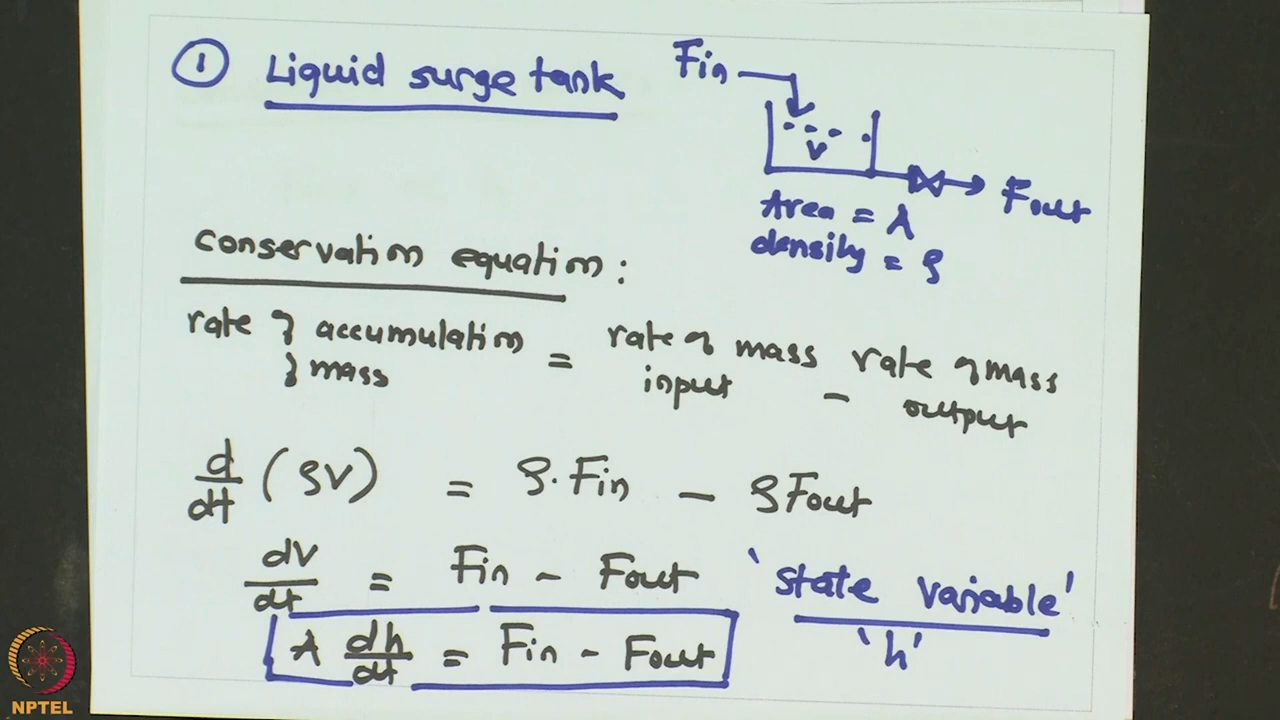 ① Liquid surge tank
Fin
V
Fout
Area = A
density = ρ
conservation equation:
rate of accumulation of mass = rate of mass input - rate of mass output
d/dt (ρV) = ρ.Fin - ρFout
dV/dt = Fin - Fout
'state variable'
'h'
A dh/dt = Fin - Fout
NPTEL